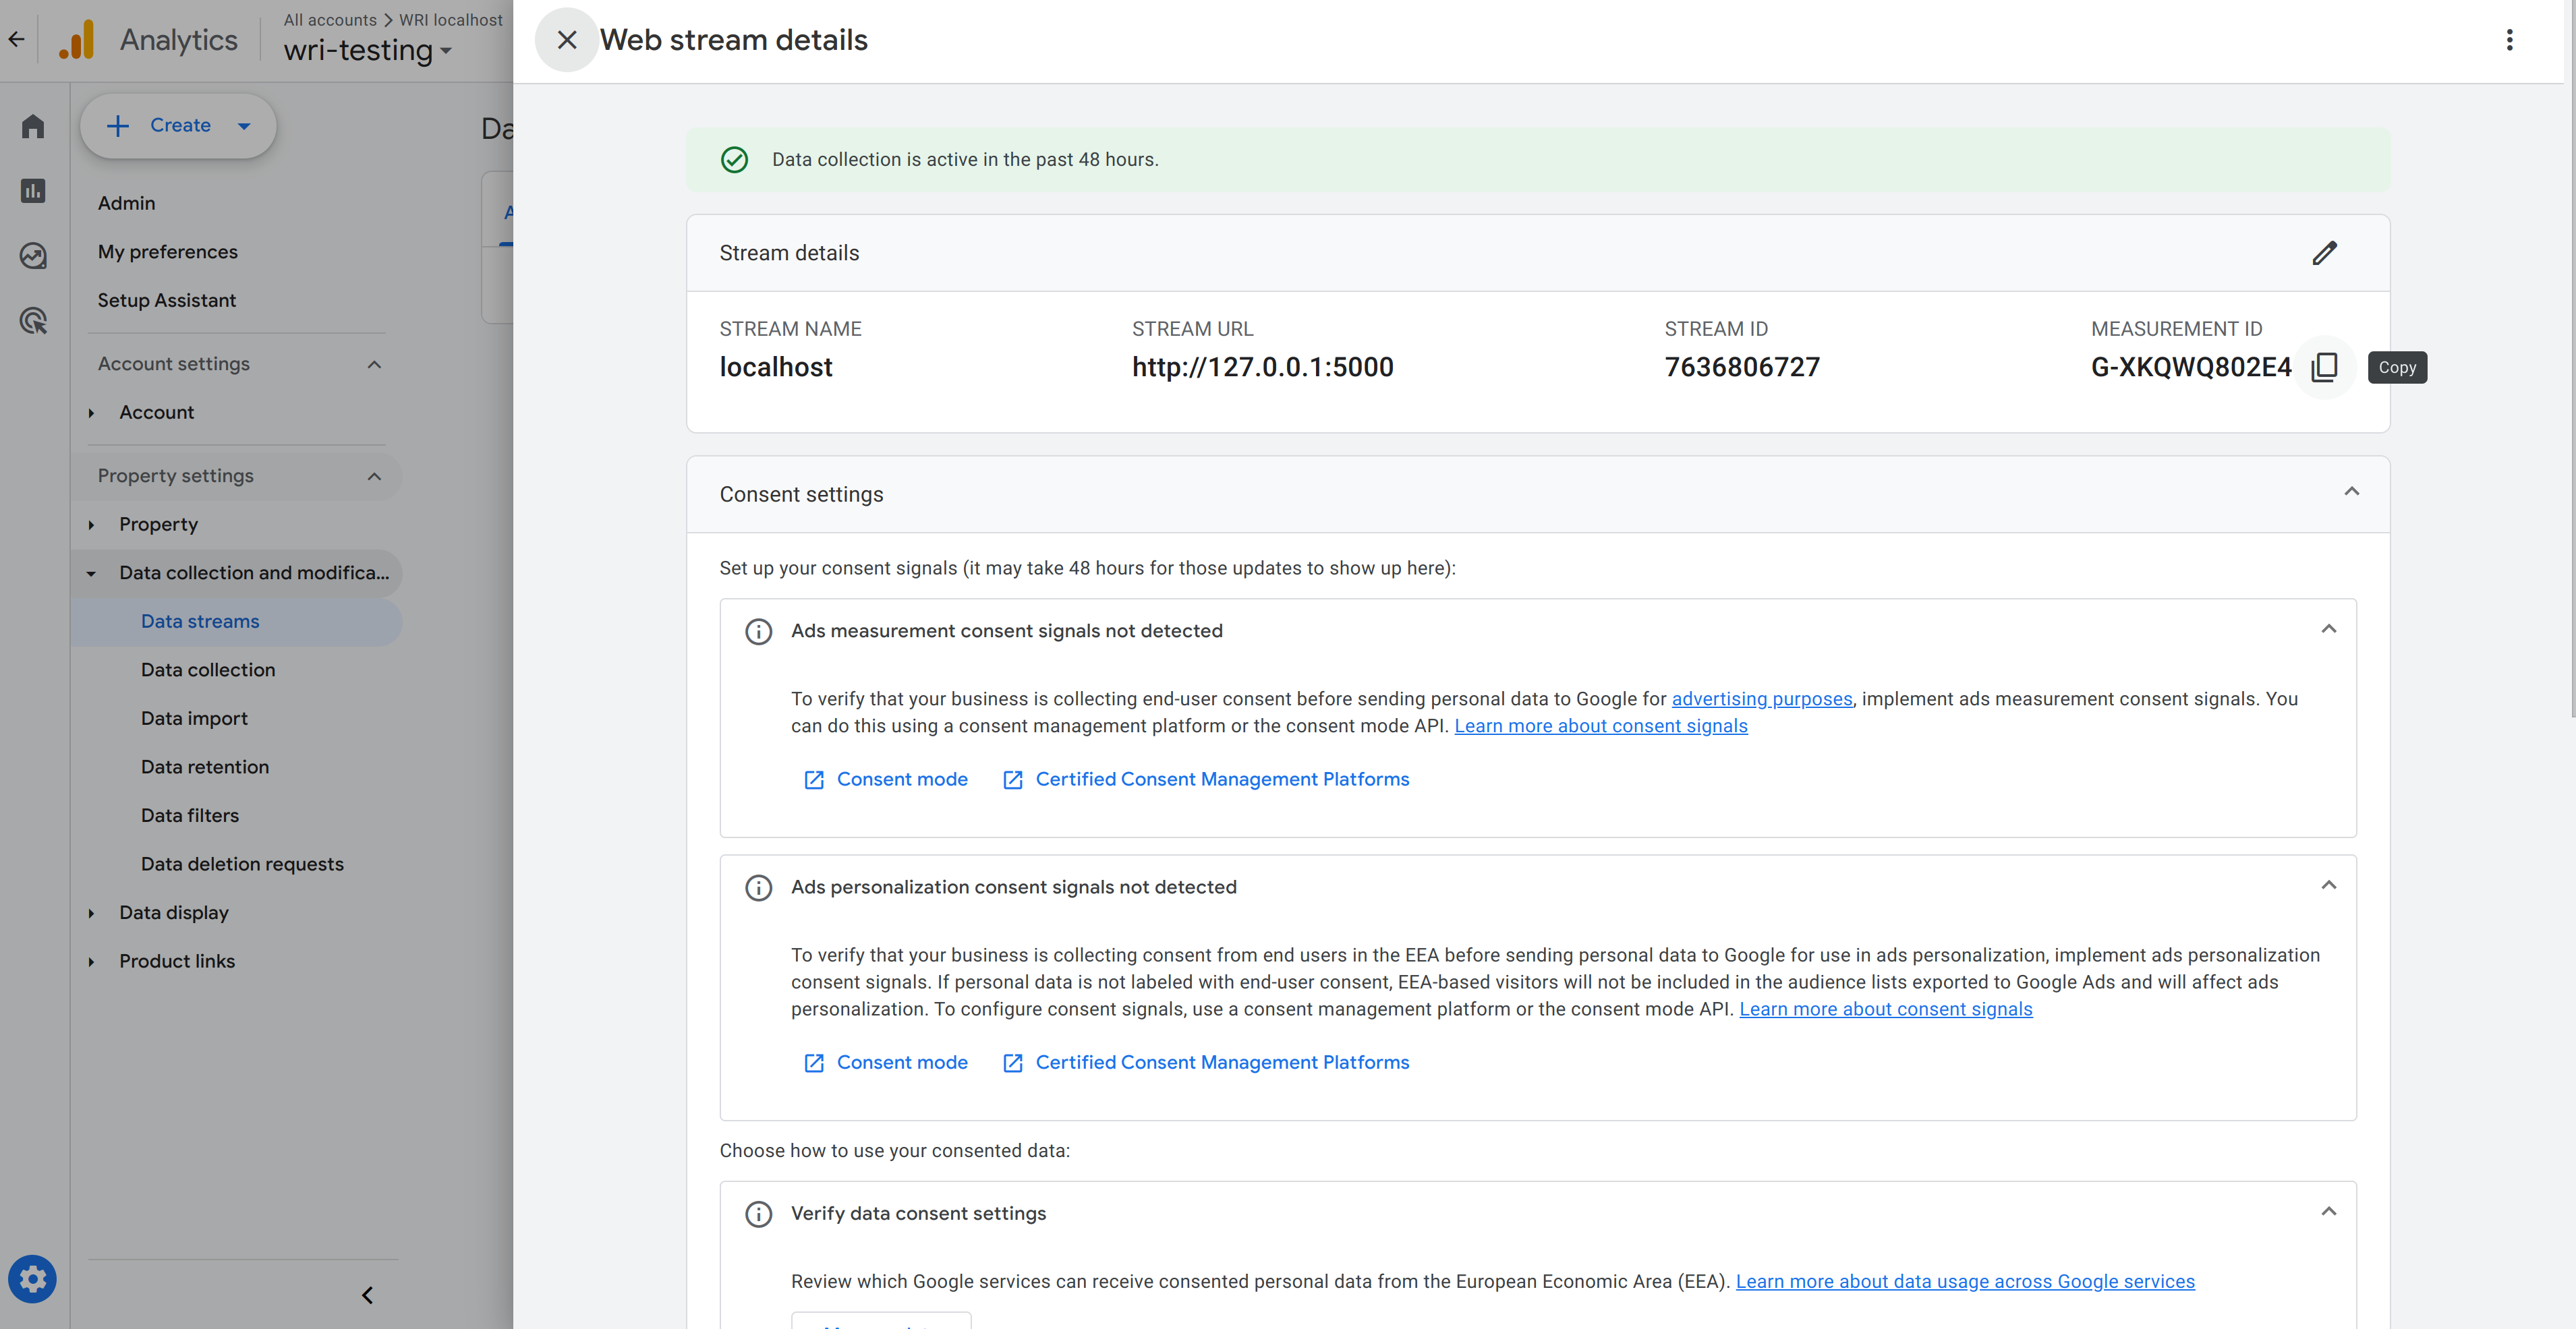 Analytics
All accounts > WRI localhost
wri-testing
Create
Admin
My preferences
Setup Assistant
Account settings
Account
Property settings
Property
Data collection and modifica...
Data streams
Data collection
Data import
Data retention
Data filters
Data deletion requests
Data display
Product links
Web stream details
Data collection is active in the past 48 hours.
Stream details
STREAM NAME
localhost
STREAM URL
http://127.0.0.1:5000
STREAM ID
7636806727
MEASUREMENT ID
G-XKQWQ802E4
Copy
Consent settings
Set up your consent signals (it may take 48 hours for those updates to show up here):
Ads measurement consent signals not detected
To verify that your business is collecting end-user consent before sending personal data to Google for advertising purposes, implement ads measurement consent signals. You
can do this using a consent management platform or the consent mode API. Learn more about consent signals
Consent mode Certified Consent Management Platforms
Ads personalization consent signals not detected
To verify that your business is collecting consent from end users in the EEA before sending personal data to Google for use in ads personalization, implement ads personalization
consent signals. If personal data is not labeled with end-user consent, EEA-based visitors will not be included in the audience lists exported to Google Ads and will affect ads
personalization. To configure consent signals, use a consent management platform or the consent mode API. Learn more about consent signals
Consent mode Certified Consent Management Platforms
Choose how to use your consented data:
Verify data consent settings
Review which Google services can receive consented personal data from the European Economic Area (EEA). Learn more about data usage across Google services